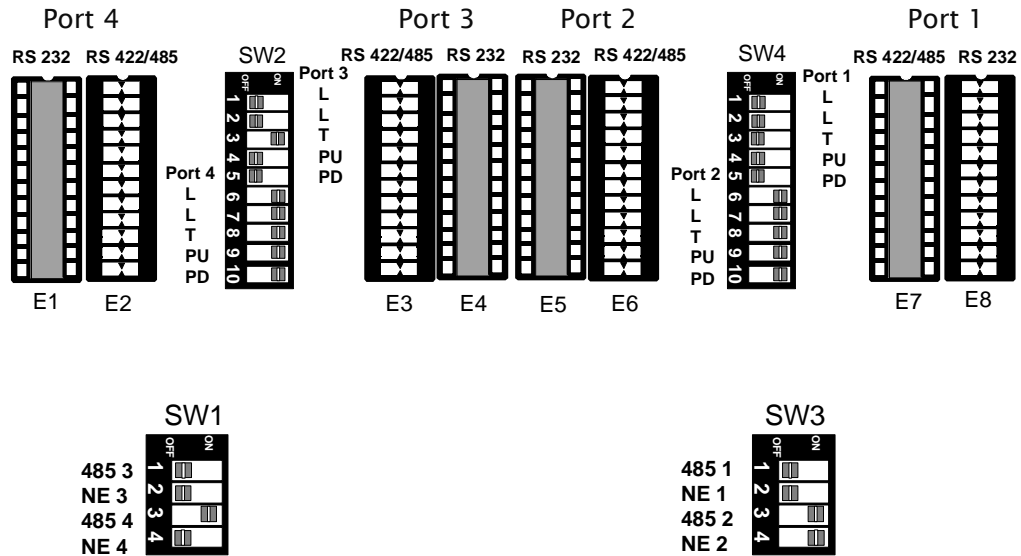 Port 4
Port 3
Port 2
Port 1
RS 232
RS 422/485
SW2
RS 422/485
RS 232
RS 232
RS 422/485
SW4
RS 422/485
RS 232
OFF
ON
1
2
3
4
5
6
7
8
9
10
Port 3
L
L
T
PU
PD
Port 4
L
L
T
PU
PD
OFF
ON
1
2
3
4
5
6
7
8
9
10
Port 1
L
L
T
PU
PD
Port 2
L
L
T
PU
PD
E1
E2
E3
E4
E5
E6
E7
E8
SW1
OFF
ON
1
2
3
4
485 3
NE 3
485 4
NE 4
SW3
OFF
ON
1
2
3
4
485 1
NE 1
485 2
NE 2